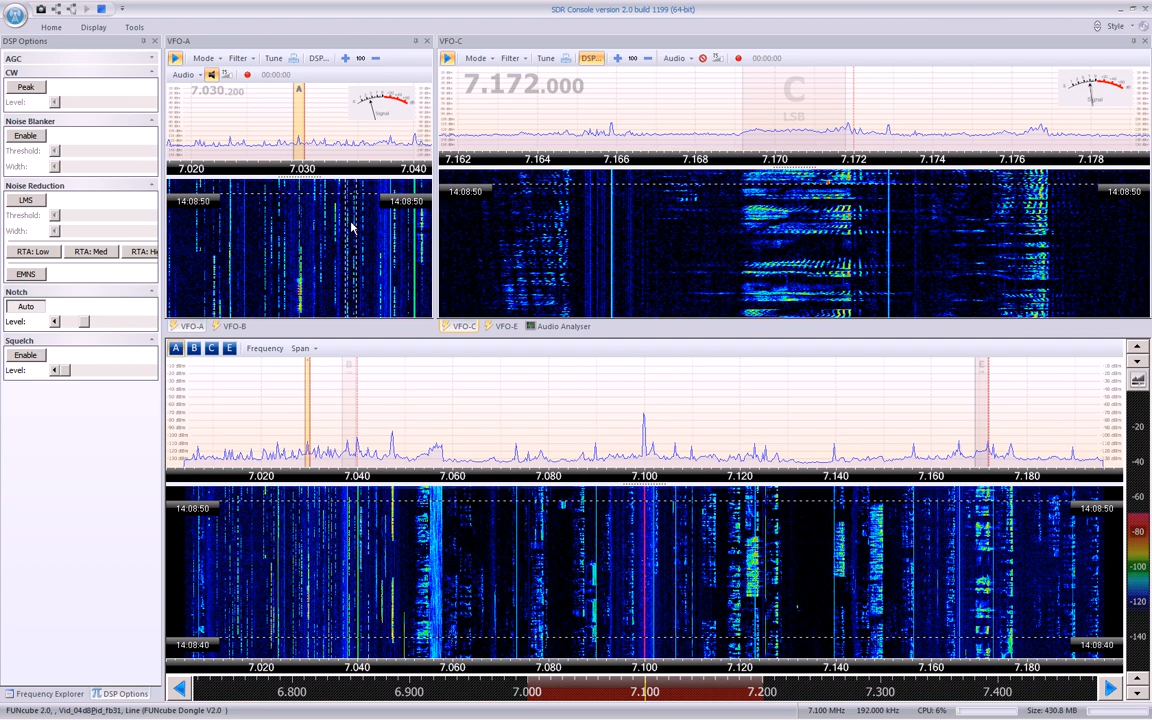 SDR Console version 2.0 build 1199 (64-bit)
Home Display Tools
Style
DSP Options
VFO-A
VFO-C
AGC
CW
Peak
Level:
Noise Blanker
Enable
Threshold:
Width:
Noise Reduction
LMS
Threshold:
Width:
RTA: Low RTA: Med RTA: H
EMNS
Notch
Auto
Level:
Squelch
Enable
Level:
Mode Filter Tune DSP... 100
Audio 00:00:00
7.030.200
A
Signal
7.020 7.030 7.040
14:08:50 14:08:50
VFO-A VFO-B
Mode Filter Tune DSP... 100 Audio 00:00:00
7.172.000
C
LSB
Signal
7.162 7.164 7.166 7.168 7.170 7.172 7.174 7.176 7.178
14:08:50 14:08:50
VFO-C VFO-E Audio Analyser
A B C E Frequency Span
B
E
7.020 7.040 7.060 7.080 7.100 7.120 7.140 7.160 7.180
14:08:50 14:08:50
14:08:40 14:08:40
7.020 7.040 7.060 7.080 7.100 7.120 7.140 7.160 7.180
6.800 6.900 7.000 7.100 7.200 7.300 7.400
-20
-40
-60
-80
-100
-120
-140
Frequency Explorer DSP Options
FUNcube 2.0, , Vid_04d8Pid_fb31, Line (FUNcube Dongle V2.0 )
7.100 MHz 192.000 kHz CPU: 6% Size: 430.8 MB